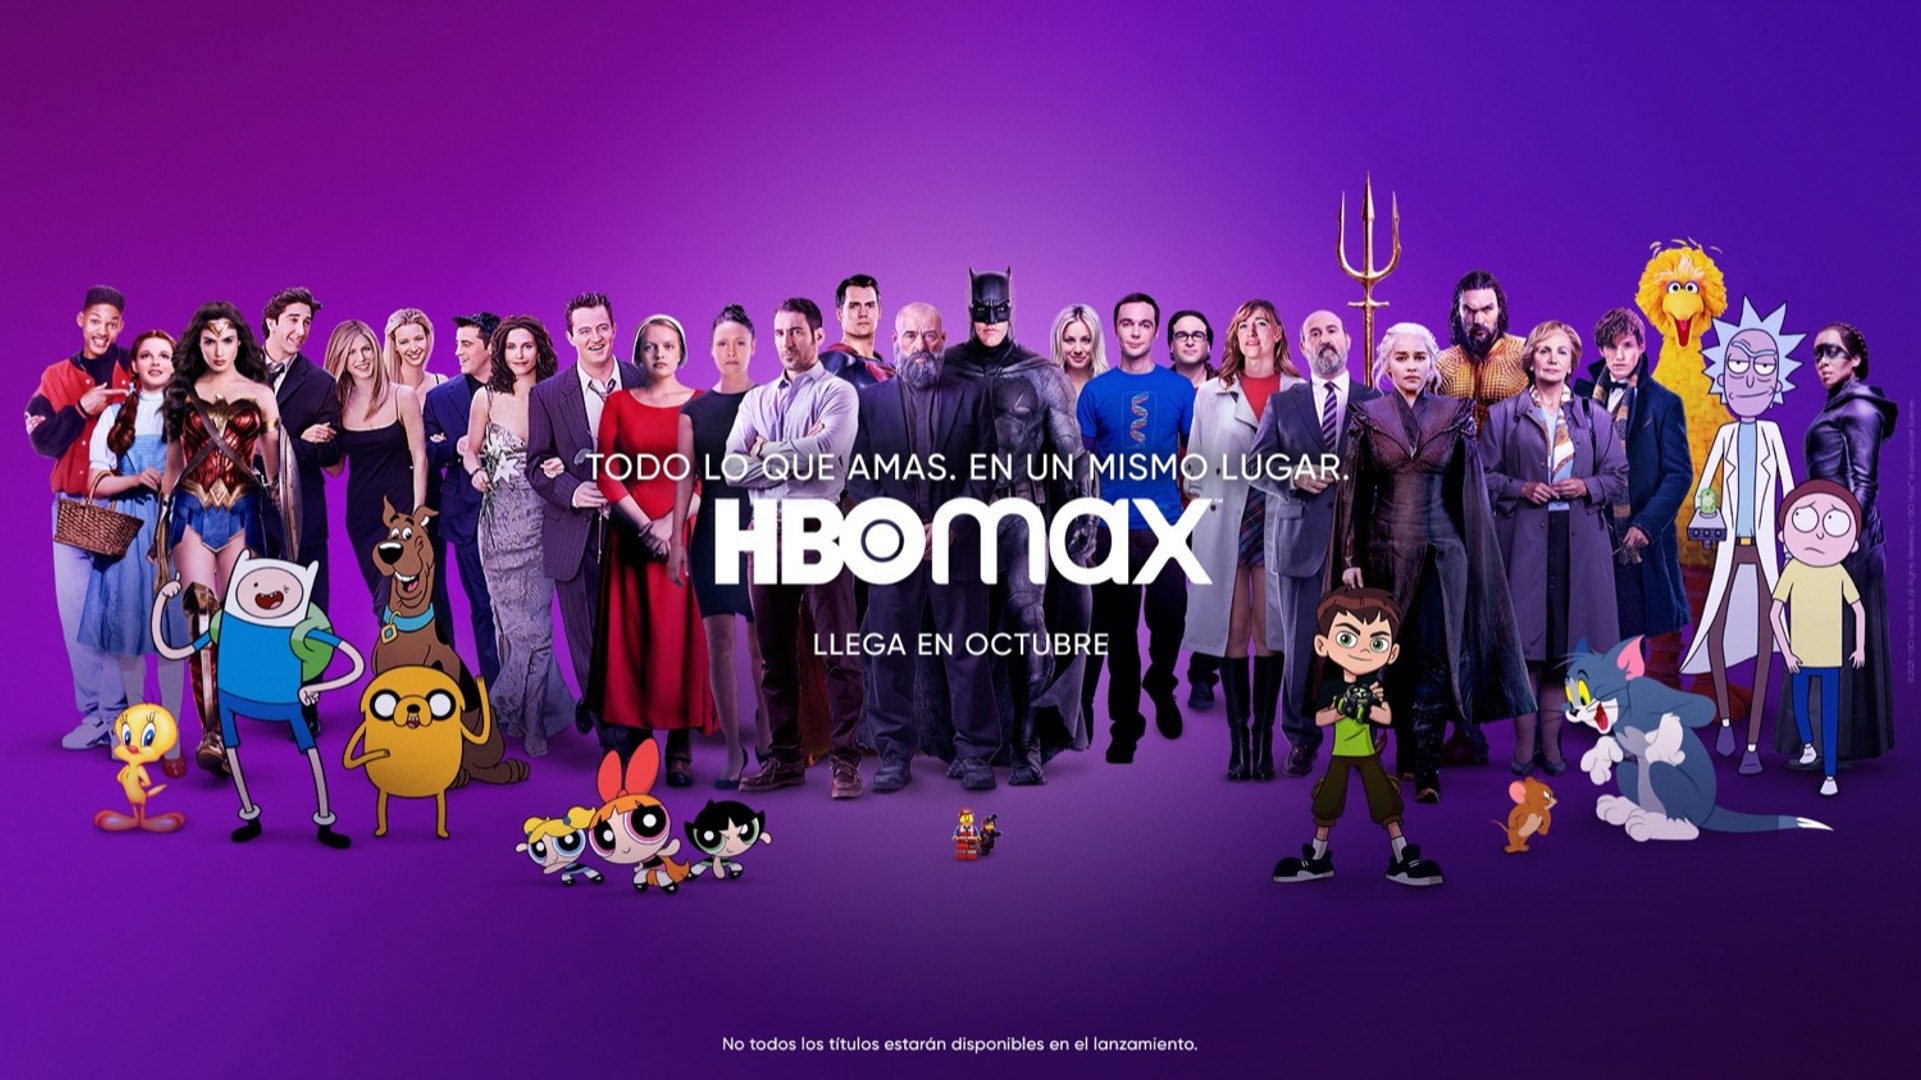 TODO LO QUE AMAS. EN UN MISMO LUGAR.
HBOMAX™
LLEGA EN OCTUBRE
No todos los títulos estarán disponibles en el lanzamiento.